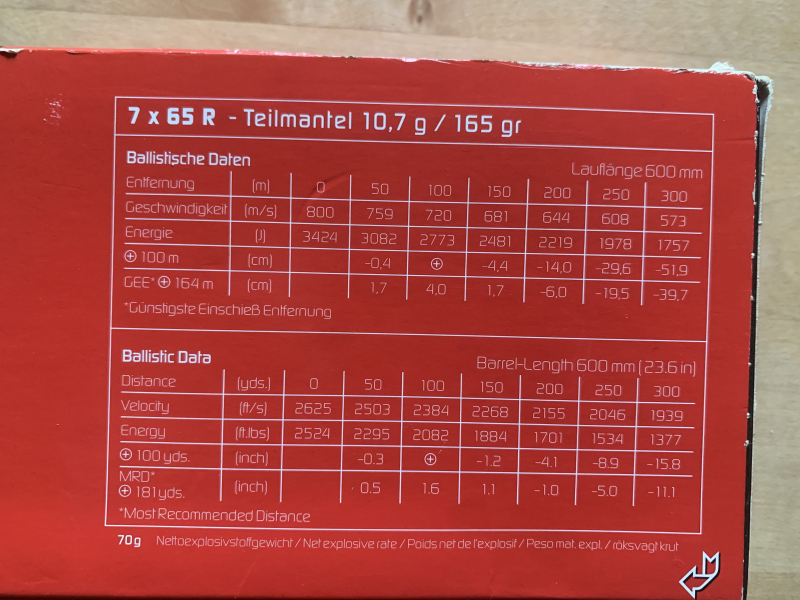 7 x 65 R - Teilmantel 10,7 g / 165 gr
Ballistische Daten Lauflänge 600 mm
Entfernung (m) 0 50 100 150 200 250 300
Geschwindigkeit (m/s) 800 759 720 681 644 608 573
Energie (J) 3424 3082 2773 2481 2219 1978 1757
⊕ 100 m (cm) -0,4 ⊕ -4,4 -14,0 -29,6 -51,9
GEE* ⊕ 164 m (cm) 1,7 4,0 1,7 -6,0 -19,5 -39,7
*Günstigste Einschieß Entfernung
Ballistic Data Barrel-Length 600 mm (23.6 in)
Distance (yds.) 0 50 100 150 200 250 300
Velocity (ft/s) 2625 2503 2384 2268 2155 2046 1939
Energy (ft.lbs) 2524 2295 2082 1884 1701 1534 1377
⊕ 100 yds. (inch) -0.3 ⊕ -1.2 -4.1 -8.9 -15.8
MRD*
⊕ 181 yds. (inch) 0.5 1.6 1.1 -1.0 -5.0 -11.1
*Most Recommended Distance
70 g Nettoexplosivstoffgewicht / Net explosive rate / Poids net de l'explosif / Peso mat. expl. / röksvagt krut